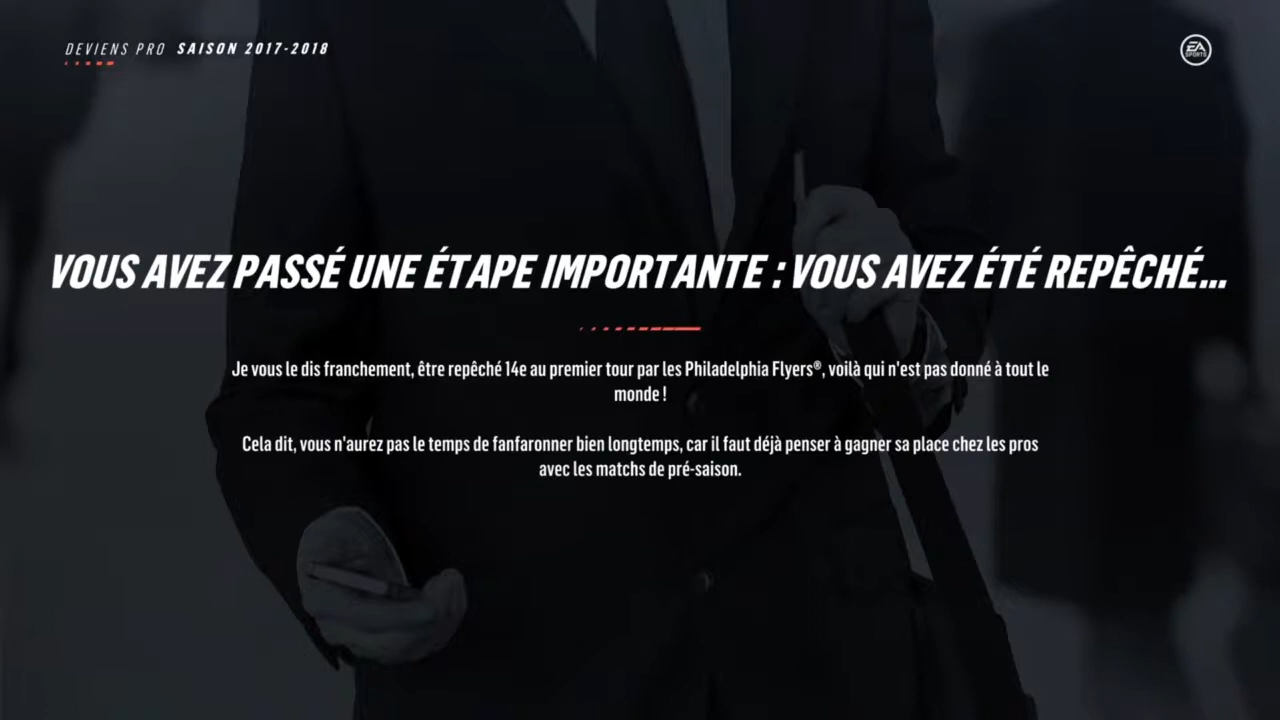 DEVIENS PRO SAISON 2017-2018
EA SPORTS
VOUS AVEZ PASSÉ UNE ÉTAPE IMPORTANTE : VOUS AVEZ ÉTÉ REPÊCHÉ...
Je vous le dis franchement, être repêché 14e au premier tour par les Philadelphia Flyers®, voilà qui n'est pas donné à tout le
monde !
Cela dit, vous n'aurez pas le temps de fanfaronner bien longtemps, car il faut déjà penser à gagner sa place chez les pros
avec les matchs de pré-saison.